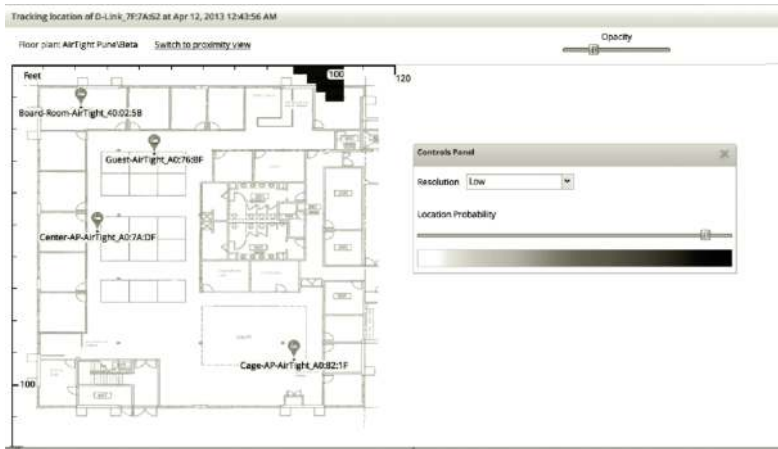 Tracking location of D-Link_7F:7A:62 at Apr 12, 2013 12:43:56 AM
Floor plan: AirTight Pune\Beta Switch to proximity view
Opacity
Feet
100
120
Board-Room-AirTight_40:02:5B
Guest-AirTight_A0:76:BF
Center-AP-AirTight_A0:7A:DF
Cage-AP-AirTight_A0:82:1F
100
Controls Panel
Resolution Low
Location Probability